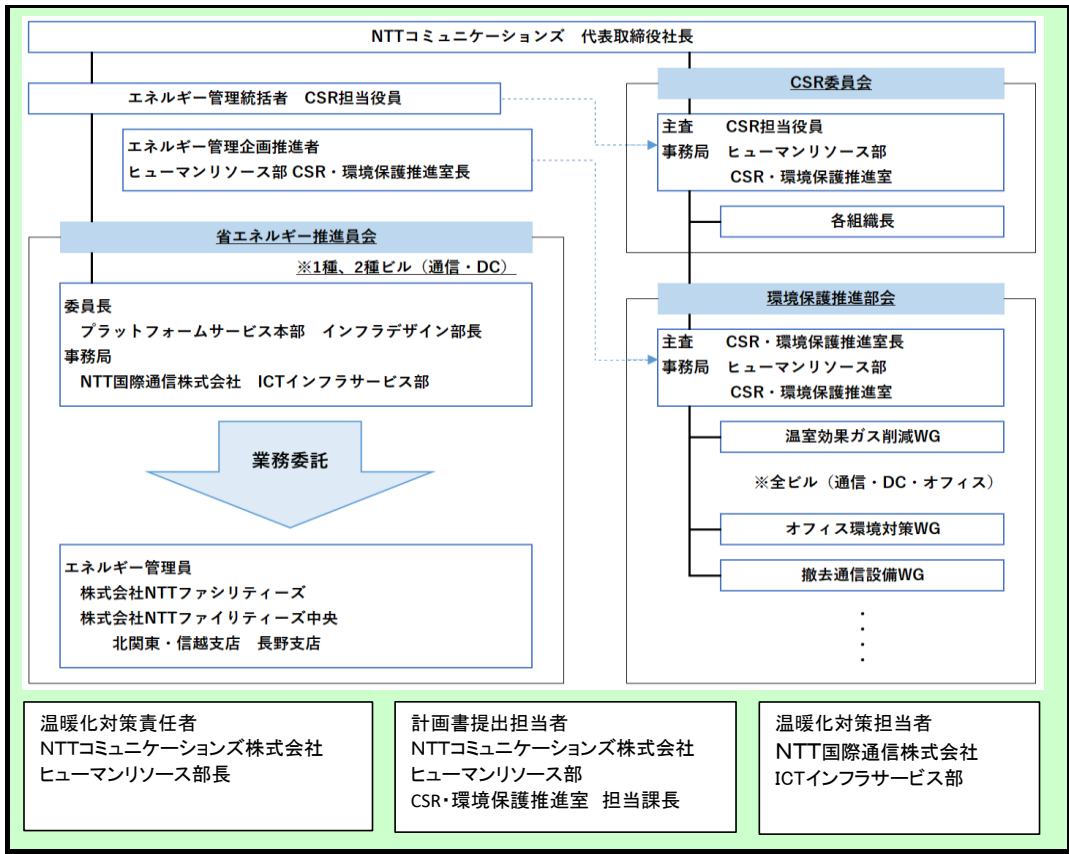 NTTコミュニケーションズ　代表取締役社長
エネルギー管理統括者　CSR担当役員
エネルギー管理企画推進者
ヒューマンリソース部 CSR・環境保護推進室長
省エネルギー推進員会
※1種、2種ビル（通信・DC）
委員長
プラットフォームサービス本部　インフラデザイン部長
事務局
NTT国際通信株式会社　ICTインフラサービス部
業務委託
エネルギー管理員
株式会社NTTファシリティーズ
株式会社NTTファイりティーズ中央
北関東・信越支店　長野支店
CSR委員会
主査　CSR担当役員
事務局　ヒューマンリソース部
CSR・環境保護推進室
各組織長
環境保護推進部会
主査　CSR・環境保護推進室長
事務局　ヒューマンリソース部
CSR・環境保護推進室
温室効果ガス削減WG
※全ビル（通信・DC・オフィス）
オフィス環境対策WG
撤去通信設備WG
温暖化対策責任者
NTTコミュニケーションズ株式会社
ヒューマンリソース部長
計画書提出担当者
NTTコミュニケーションズ株式会社
ヒューマンリソース部
CSR・環境保護推進室　担当課長
温暖化対策担当者
NTT国際通信株式会社
ICTインフラサービス部